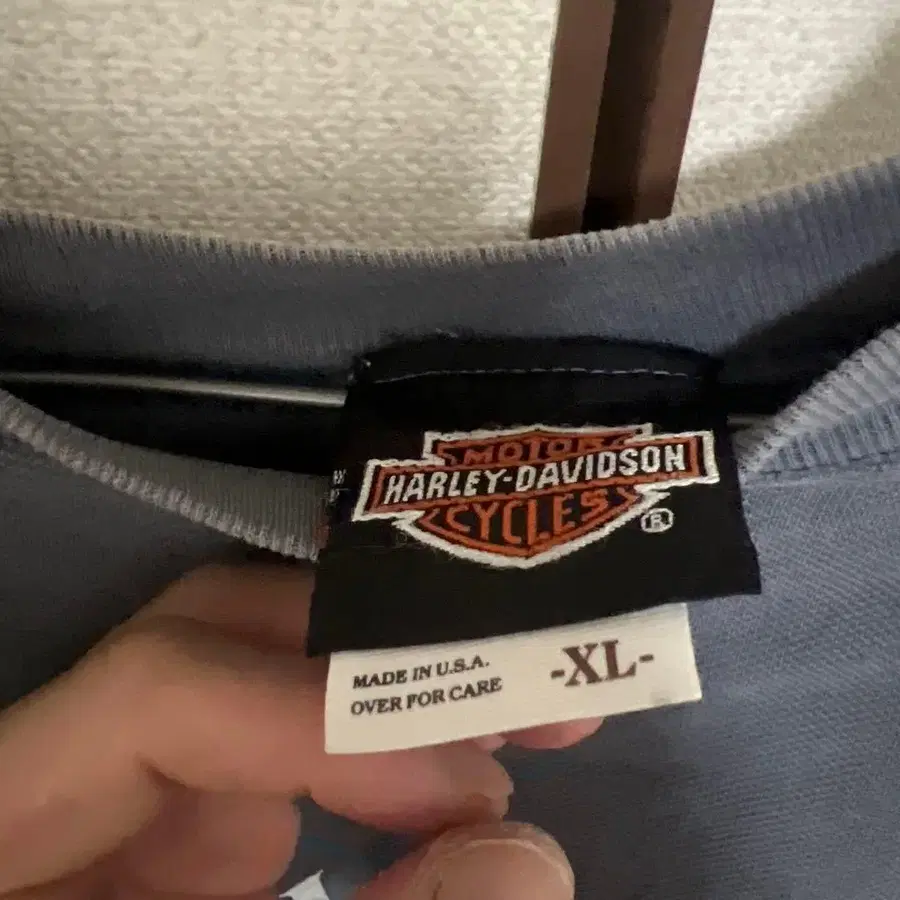 MOTOR
HARLEY-DAVIDSON
CYCLES
®
MADE IN U.S.A.
OVER FOR CARE
-XL-